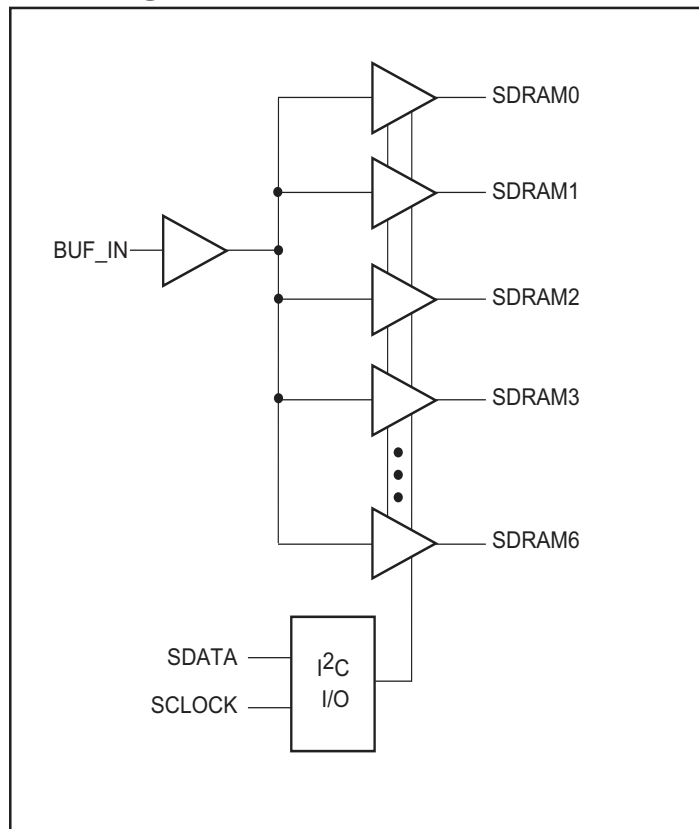 SDRAM0
SDRAM1
BUF_IN
SDRAM2
SDRAM3
SDRAM6
SDATA
I²C
I/O
SCLOCK